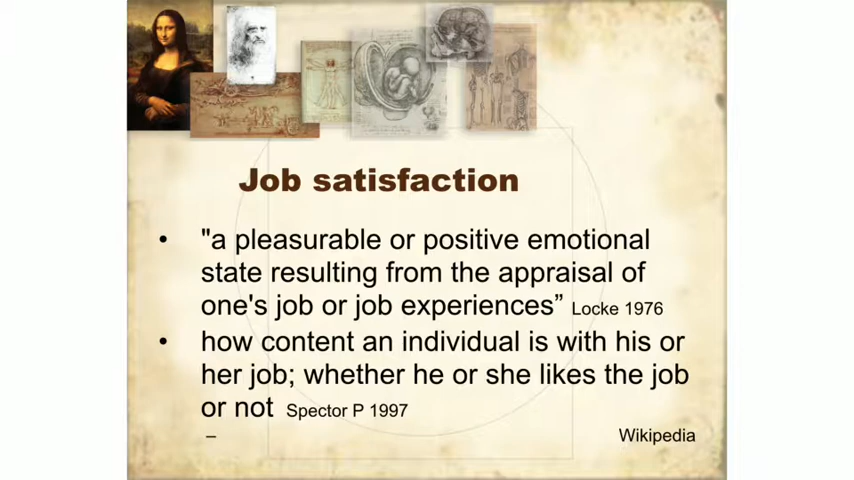 Job satisfaction
• "a pleasurable or positive emotional
state resulting from the appraisal of
one's job or job experiences” Locke 1976
• how content an individual is with his or
her job; whether he or she likes the job
or not Spector P 1997
– Wikipedia